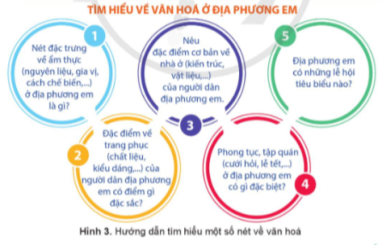 TÌM HIỂU VỀ VĂN HOÁ Ở ĐỊA PHƯƠNG EM
1
Nét đặc trưng
về ẩm thực
(nguyên liệu, gia vị,
cách chế biến,...)
ở địa phương em
là gì?
2
Đặc điểm về
trang phục
(chất liệu,
kiểu dáng,...) của
người dân địa phương
em có điểm gì
đặc sắc?
Nêu
đặc điểm cơ bản về
nhà ở (kiến trúc,
vật liệu,...)
của người dân
địa phương em.
3
Phong tục, tập quán
(cưới hỏi, lễ tết,...)
ở địa phương em
có gì đặc biệt?
4
5
Địa phương em
có những lễ hội
tiêu biểu nào?
Hình 3. Hướng dẫn tìm hiểu một số nét về văn hoá